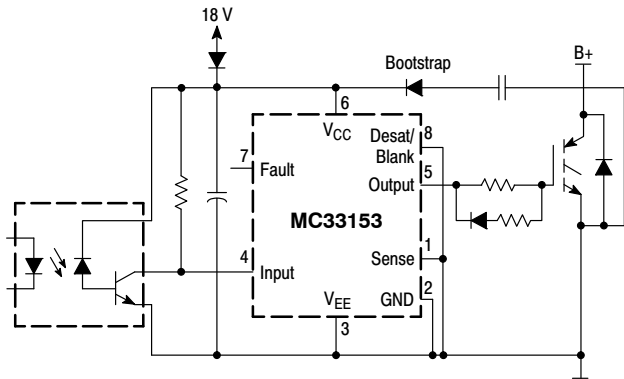 18 V
B+
Bootstrap
6
VCC
Desat/
Blank
8
7
Fault
5
Output
MC33153
4
Input
1
Sense
2
GND
VEE
3